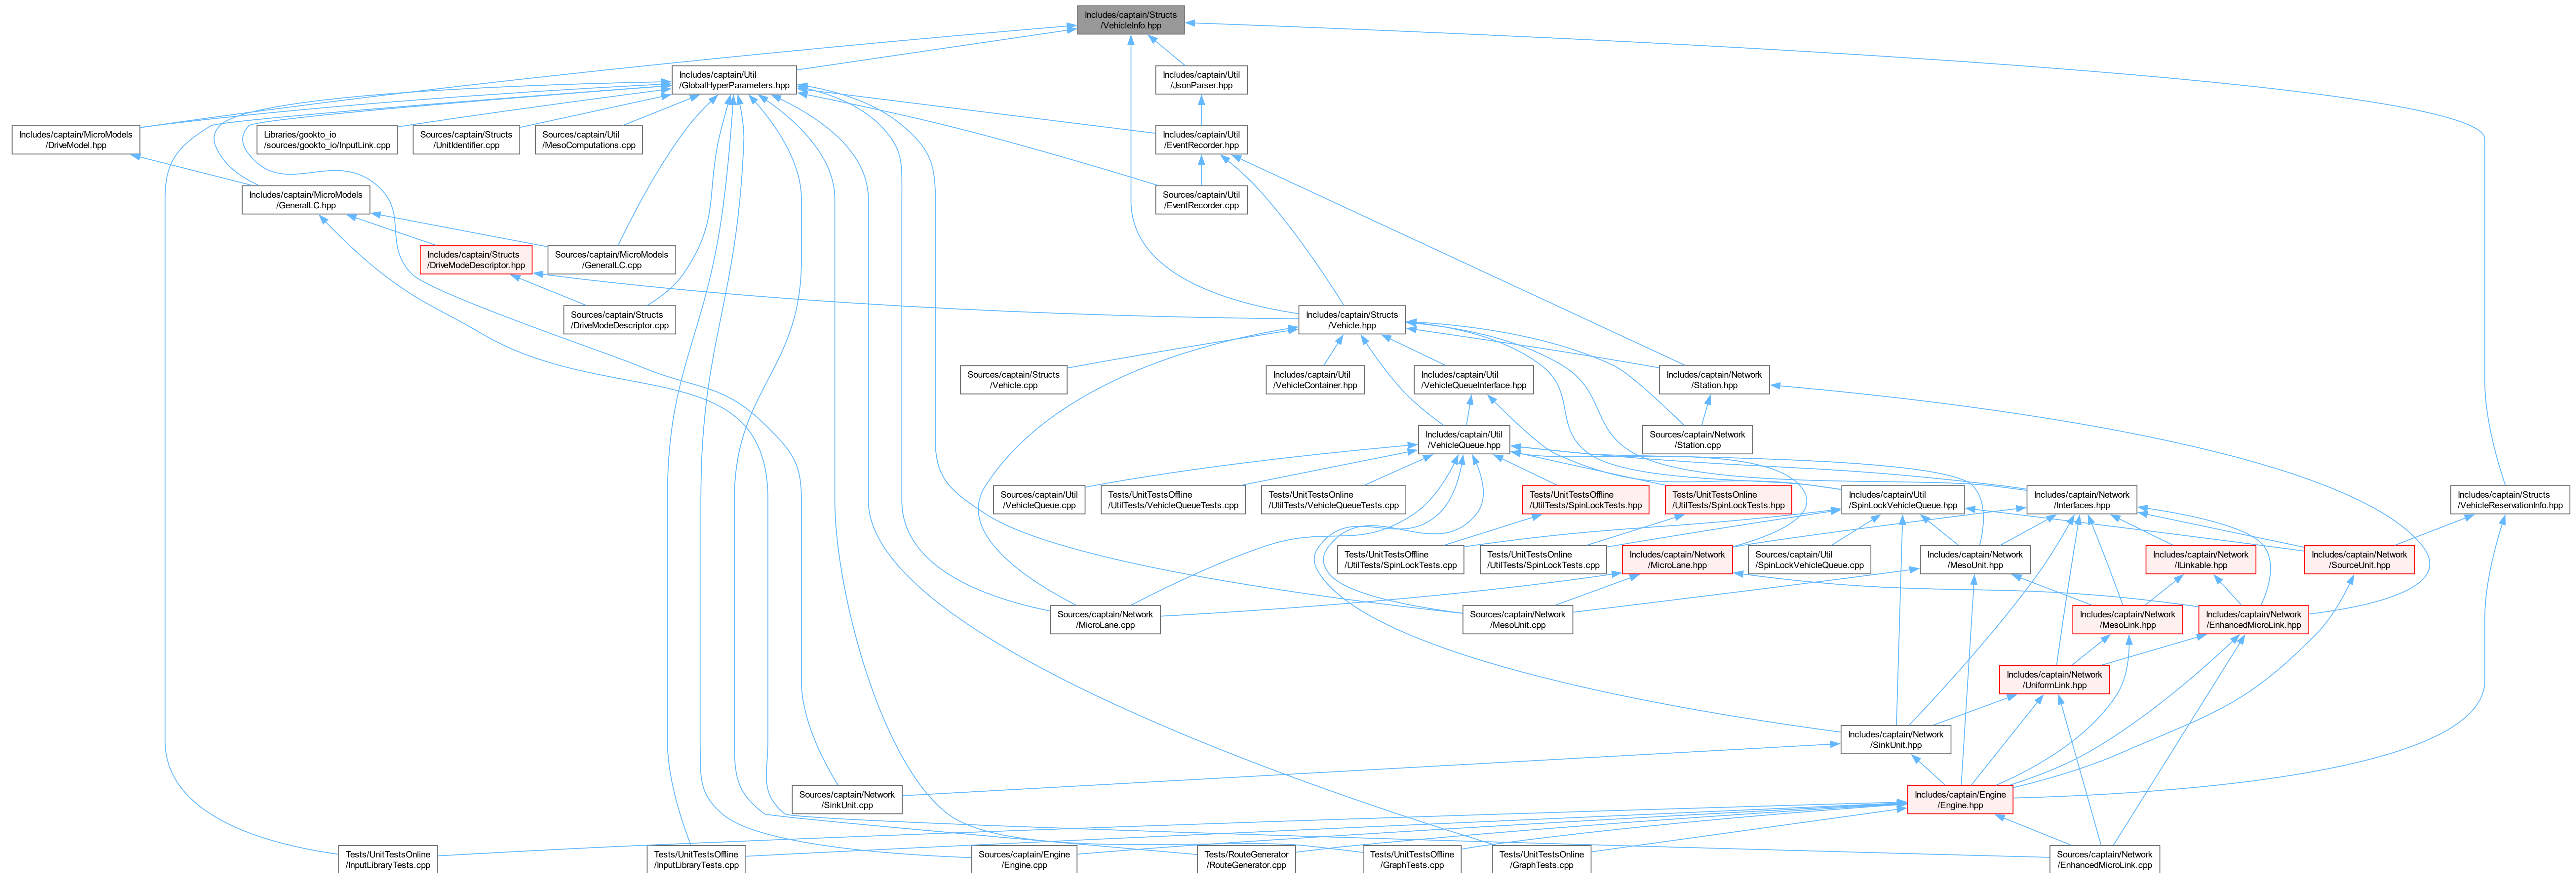 Includes/captain/Structs
/VehicleInfo.hpp
Includes/captain/Util
/GlobalHyperParameters.hpp
Includes/captain/Util
/JsonParser.hpp
Includes/captain/MicroModels
/DriveModel.hpp
Libraries/gookto_io
/sources/gookto_io/InputLink.cpp
Sources/captain/Structs
/UnitIdentifier.cpp
Sources/captain/Util
/MesoComputations.cpp
Includes/captain/Util
/EventRecorder.hpp
Includes/captain/MicroModels
/GeneralLC.hpp
Sources/captain/Util
/EventRecorder.cpp
Includes/captain/Structs
/DriveModeDescriptor.hpp
Sources/captain/MicroModels
/GeneralLC.cpp
Sources/captain/Structs
/DriveModeDescriptor.cpp
Includes/captain/Structs
/Vehicle.hpp
Sources/captain/Structs
/Vehicle.cpp
Includes/captain/Util
/VehicleContainer.hpp
Includes/captain/Util
/VehicleQueueInterface.hpp
Includes/captain/Network
/Station.hpp
Includes/captain/Util
/VehicleQueue.hpp
Sources/captain/Network
/Station.cpp
Sources/captain/Util
/VehicleQueue.cpp
Tests/UnitTestsOffline
/UtilTests/VehicleQueueTests.cpp
Tests/UnitTestsOnline
/UtilTests/VehicleQueueTests.cpp
Tests/UnitTestsOffline
/UtilTests/SpinLockTests.hpp
Tests/UnitTestsOnline
/UtilTests/SpinLockTests.hpp
Includes/captain/Util
/SpinLockVehicleQueue.hpp
Includes/captain/Network
/Interfaces.hpp
Includes/captain/Structs
/VehicleReservationInfo.hpp
Tests/UnitTestsOffline
/UtilTests/SpinLockTests.cpp
Tests/UnitTestsOnline
/UtilTests/SpinLockTests.cpp
Includes/captain/Network
/MicroLane.hpp
Sources/captain/Util
/SpinLockVehicleQueue.cpp
Includes/captain/Network
/MesoUnit.hpp
Includes/captain/Network
/ILinkable.hpp
Includes/captain/Network
/SourceUnit.hpp
Sources/captain/Network
/MicroLane.cpp
Sources/captain/Network
/MesoUnit.cpp
Includes/captain/Network
/MesoLink.hpp
Includes/captain/Network
/EnhancedMicroLink.hpp
Includes/captain/Network
/UniformLink.hpp
Includes/captain/Network
/SinkUnit.hpp
Sources/captain/Network
/SinkUnit.cpp
Includes/captain/Engine
/Engine.hpp
Tests/UnitTestsOnline
/InputLibraryTests.cpp
Tests/UnitTestsOffline
/InputLibraryTests.cpp
Sources/captain/Engine
/Engine.cpp
Tests/RouteGenerator
/RouteGenerator.cpp
Tests/UnitTestsOffline
/GraphTests.cpp
Tests/UnitTestsOnline
/GraphTests.cpp
Sources/captain/Network
/EnhancedMicroLink.cpp